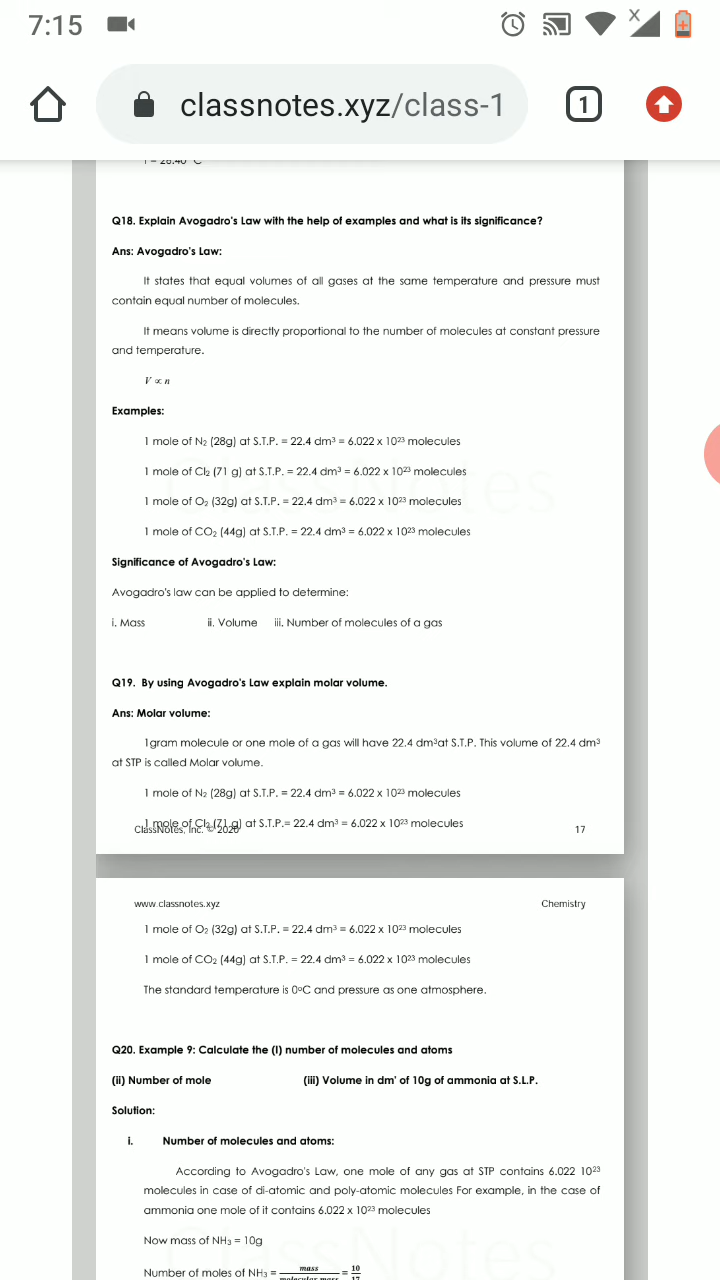 7:15
classnotes.xyz/class-1
1
Q18. Explain Avogadro's Law with the help of examples and what is its significance?
Ans: Avogadro's Law:
It states that equal volumes of all gases at the same temperature and pressure must
contain equal number of molecules.
It means volume is directly proportional to the number of molecules at constant pressure
and temperature.
V ∝ n
Examples:
1 mole of N₂ (28g) at S.T.P. = 22.4 dm³ = 6.022 x 10²³ molecules
1 mole of Cl₂ (71 g) at S.T.P. = 22.4 dm³ = 6.022 x 10²³ molecules
1 mole of O₂ (32g) at S.T.P. = 22.4 dm³ = 6.022 x 10²³ molecules
1 mole of CO₂ (44g) at S.T.P. = 22.4 dm³ = 6.022 x 10²³ molecules
Significance of Avogadro's Law:
Avogadro's law can be applied to determine:
i. Mass ii. Volume iii. Number of molecules of a gas
Q19. By using Avogadro's Law explain molar volume.
Ans: Molar volume:
1gram molecule or one mole of a gas will have 22.4 dm³at S.T.P. This volume of 22.4 dm³
at STP is called Molar volume.
1 mole of N₂ (28g) at S.T.P. = 22.4 dm³ = 6.022 x 10²³ molecules
1 mole of Cl₂ (71 g) at S.T.P.= 22.4 dm³ = 6.022 x 10²³ molecules
ClassNotes, Inc. © 2020 17
www.classnotes.xyz Chemistry
1 mole of O₂ (32g) at S.T.P. = 22.4 dm³ = 6.022 x 10²³ molecules
1 mole of CO₂ (44g) at S.T.P. = 22.4 dm³ = 6.022 x 10²³ molecules
The standard temperature is 0°C and pressure as one atmosphere.
Q20. Example 9: Calculate the (I) number of molecules and atoms
(ii) Number of mole (iii) Volume in dm' of 10g of ammonia at S.L.P.
Solution:
i. Number of molecules and atoms:
According to Avogadro's Law, one mole of any gas at STP contains 6.022 10²³
molecules in case of di-atomic and poly-atomic molecules For example, in the case of
ammonia one mole of it contains 6.022 x 10²³ molecules
Now mass of NH₃ = 10g
Number of moles of NH₃ = mass / molecular mass = 10 / 17
ClassNotes